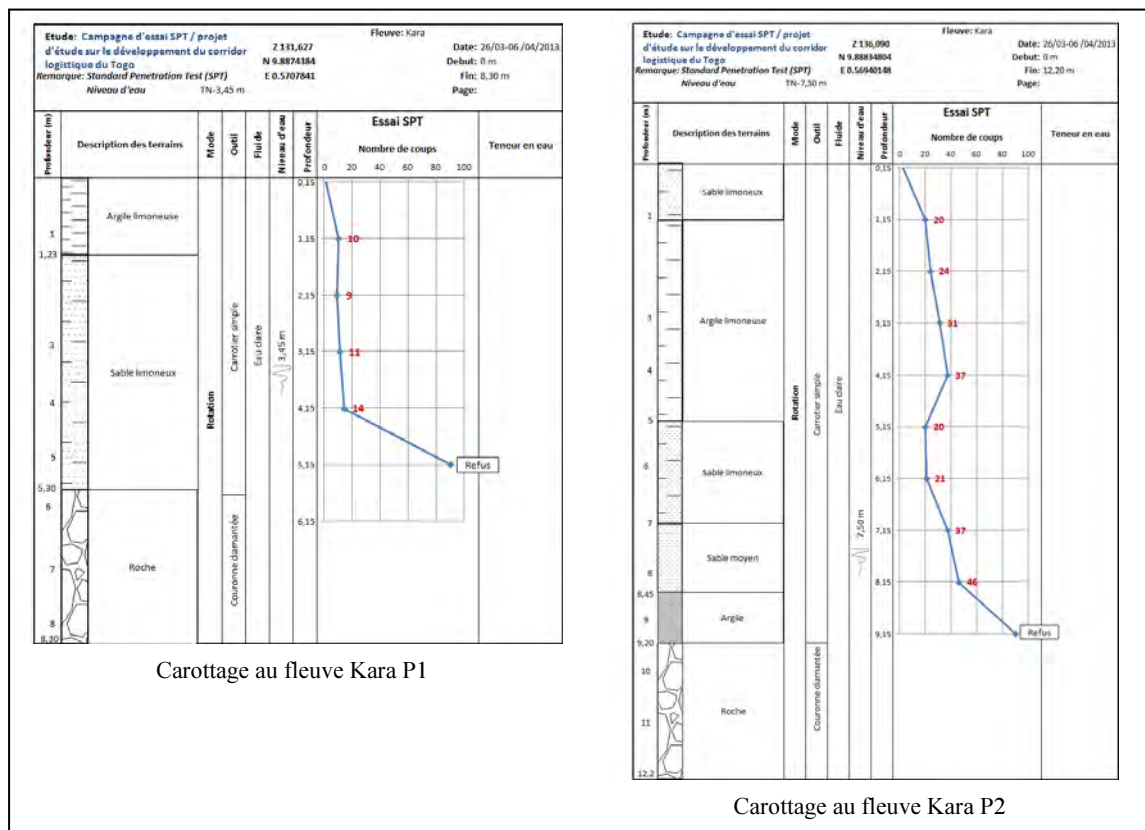 Fleuve: Kara
Etude: Campagne d'essai SPT / projet
d'étude sur le développement du corridor
logistique du Togo
Z 131,627
N 9.8874184
E 0.5707841
Date: 26/03-06 /04/2013
Debut: 0 m
Fin: 8,30 m
Page:
Remarque: Standard Penetration Test (SPT)
Niveau d'eau TN-3,45 m
Profondeer (m)
Description des terrains
Mode
Outil
Fluide
Niveau d'eau
Profondeur
Essai SPT
Nombre de coups
0 20 40 60 80 100
Teneur en eau
0,15
Argile limoneuse
1
1,15
10
1,23
2,15
9
Sable limoneux
3
3,15
11
4
4,15
14
5
5,15
Refus
5,30
6
6,15
Roche
7
8
8,30
Rotation
Carrotier simple
Couronne diamantée
Eau claire
3,45 m
Carottage au fleuve Kara P1
Fleuve: Kara
Etude: Campagne d'essai SPT / projet
d'étude sur le développement du corridor
logistique du Togo
Z 136,090
N 9.88834804
E 0.56940148
Date: 26/03-06 /04/2013
Debut: 0 m
Fin: 12,20 m
Page:
Remarque: Standard Penetration Test (SPT)
Niveau d'eau TN-7,50 m
Profondeer (m)
Description des terrains
Mode
Outil
Fluide
Niveau d'eau
Profondeur
Essai SPT
Nombre de coups
0 20 40 60 80 100
Teneur en eau
0,15
Sable limoneux
1
1,15
20
2,15
24
Argile limoneuse
3
3,15
31
4
4,15
37
5
5,15
20
Sable limoneux
6
6,15
21
7
7,15
37
Sable moyen
8
8,15
46
8,45
Argile
9
9,15
Refus
9,20
10
Roche
11
12,2
Rotation
Carrotier simple
Couronne diamantée
Eau claire
7,50 m
Carottage au fleuve Kara P2